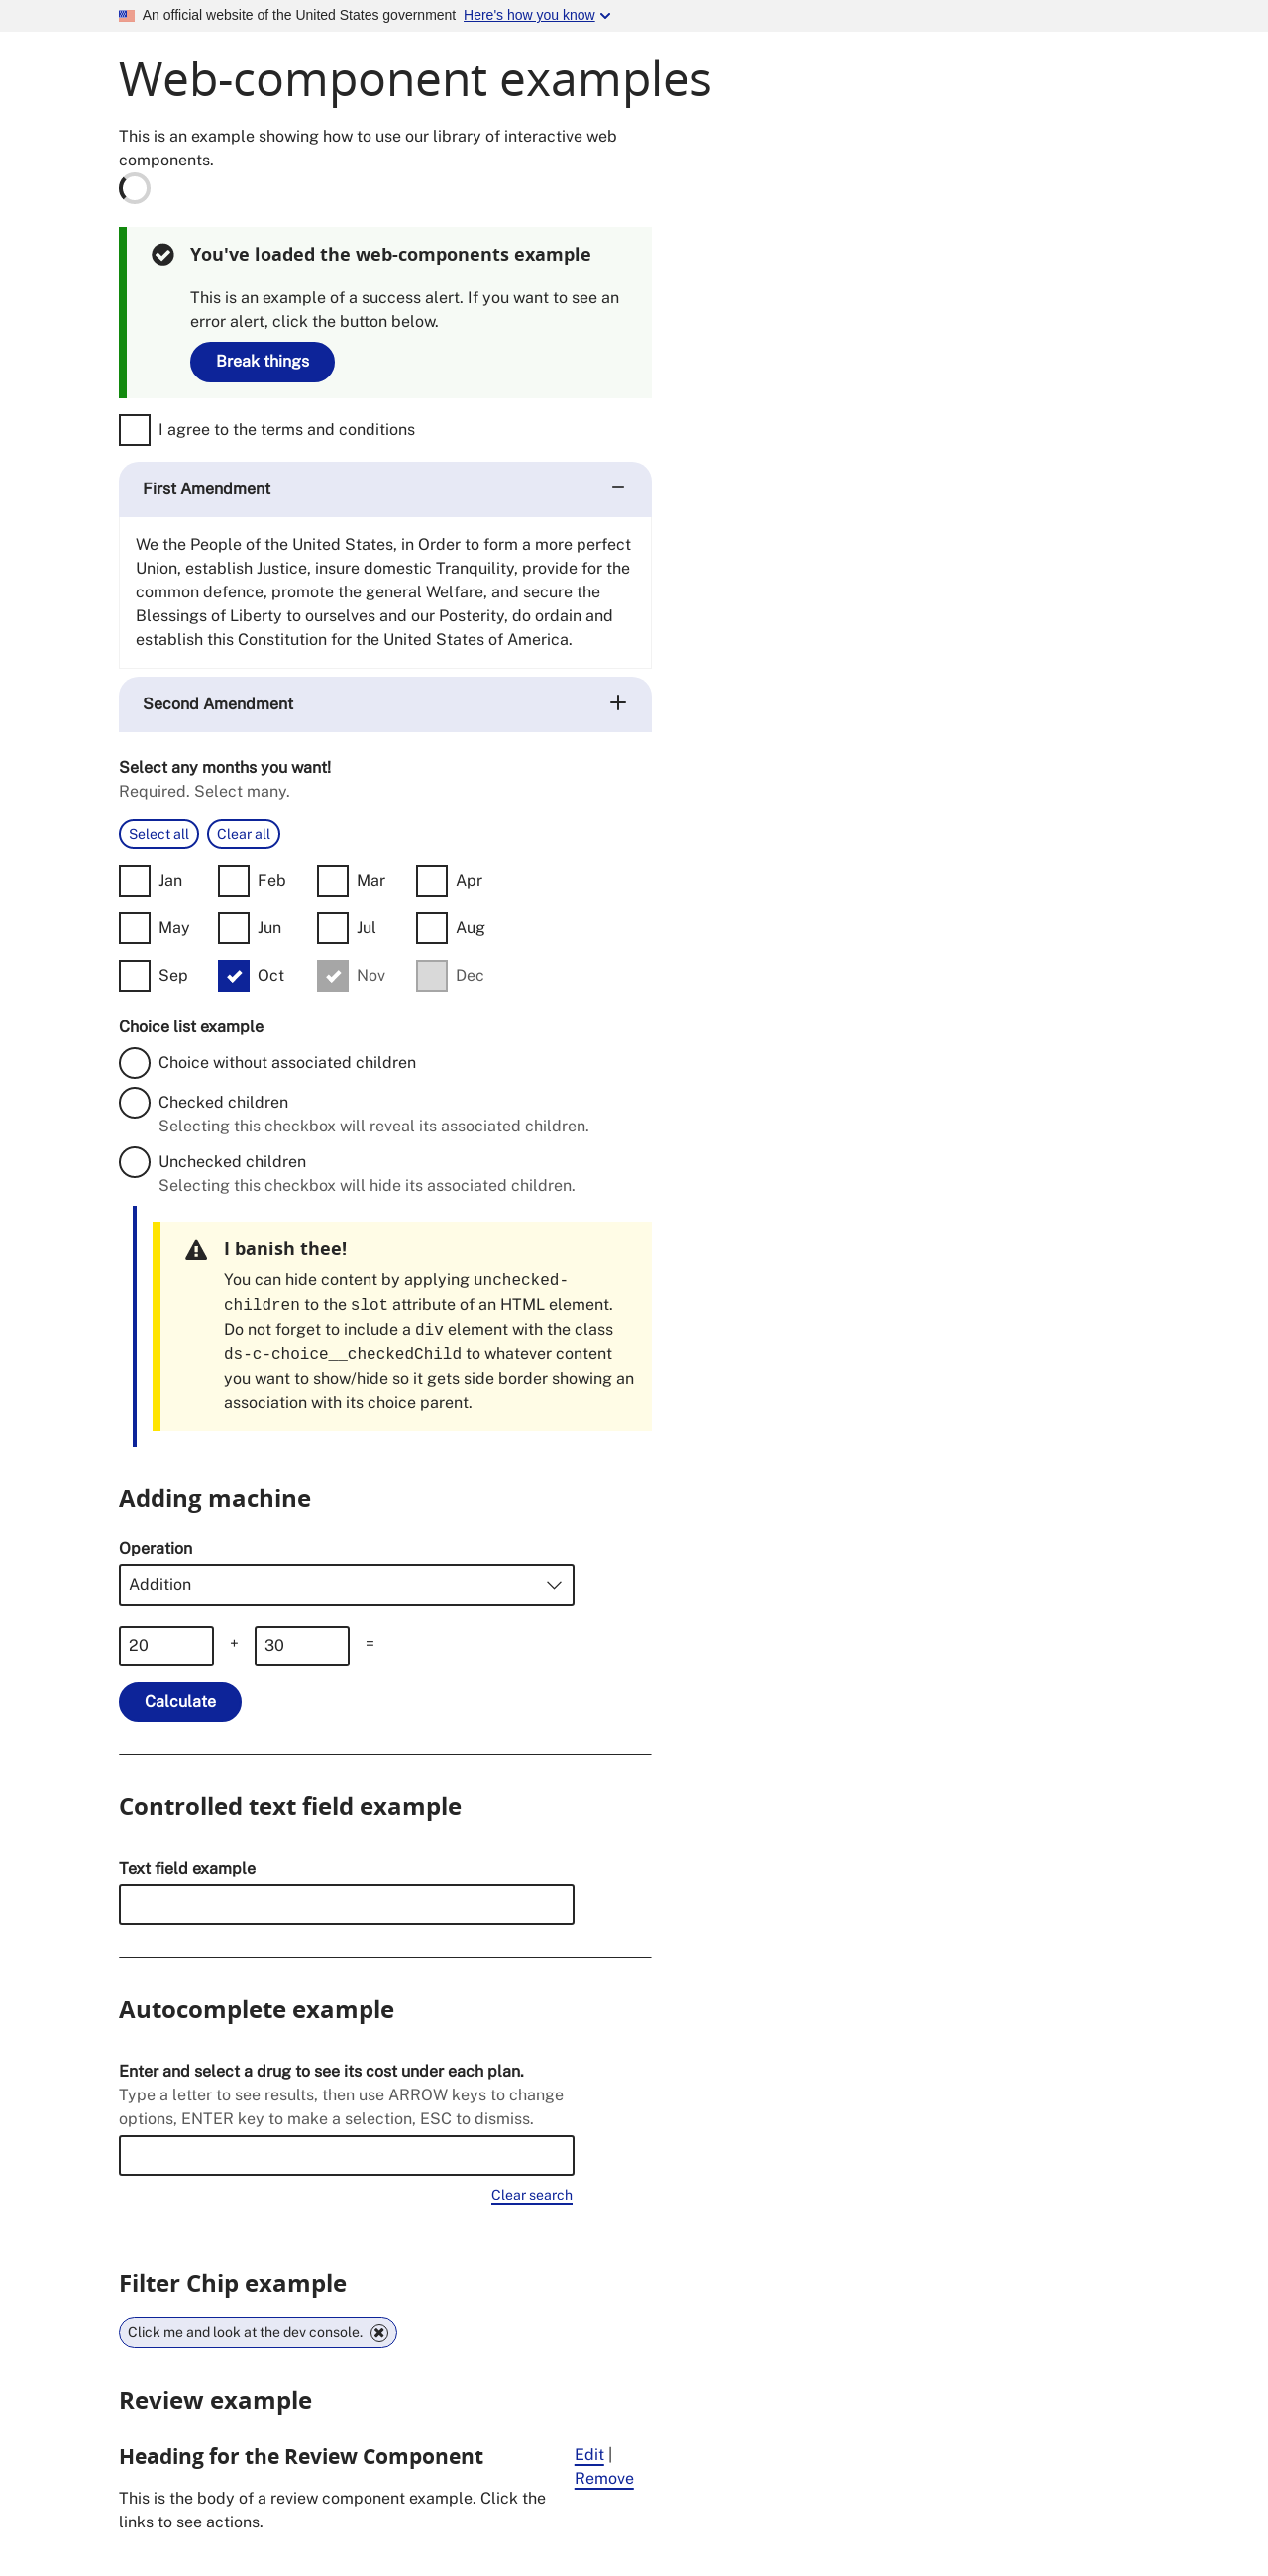 An official website of the United States government Here's how you know
Web-component examples
This is an example showing how to use our library of interactive web
components.
You've loaded the web-components example
This is an example of a success alert. If you want to see an
error alert, click the button below.
Break things
I agree to the terms and conditions
First Amendment
We the People of the United States, in Order to form a more perfect
Union, establish Justice, insure domestic Tranquility, provide for the
common defence, promote the general Welfare, and secure the
Blessings of Liberty to ourselves and our Posterity, do ordain and
establish this Constitution for the United States of America.
Second Amendment
Select any months you want!
Required. Select many.
Select all Clear all
Jan Feb Mar Apr
May Jun Jul Aug
Sep Oct Nov Dec
Choice list example
Choice without associated children
Checked children
Selecting this checkbox will reveal its associated children.
Unchecked children
Selecting this checkbox will hide its associated children.
I banish thee!
You can hide content by applying unchecked-
children to the slot attribute of an HTML element.
Do not forget to include a div element with the class
ds-c-choice__checkedChild to whatever content
you want to show/hide so it gets side border showing an
association with its choice parent.
Adding machine
Operation
Addition
20 + 30 =
Calculate
Controlled text field example
Text field example
Autocomplete example
Enter and select a drug to see its cost under each plan.
Type a letter to see results, then use ARROW keys to change
options, ENTER key to make a selection, ESC to dismiss.
Clear search
Filter Chip example
Click me and look at the dev console.
Review example
Heading for the Review Component
Edit |
Remove
This is the body of a review component example. Click the
links to see actions.